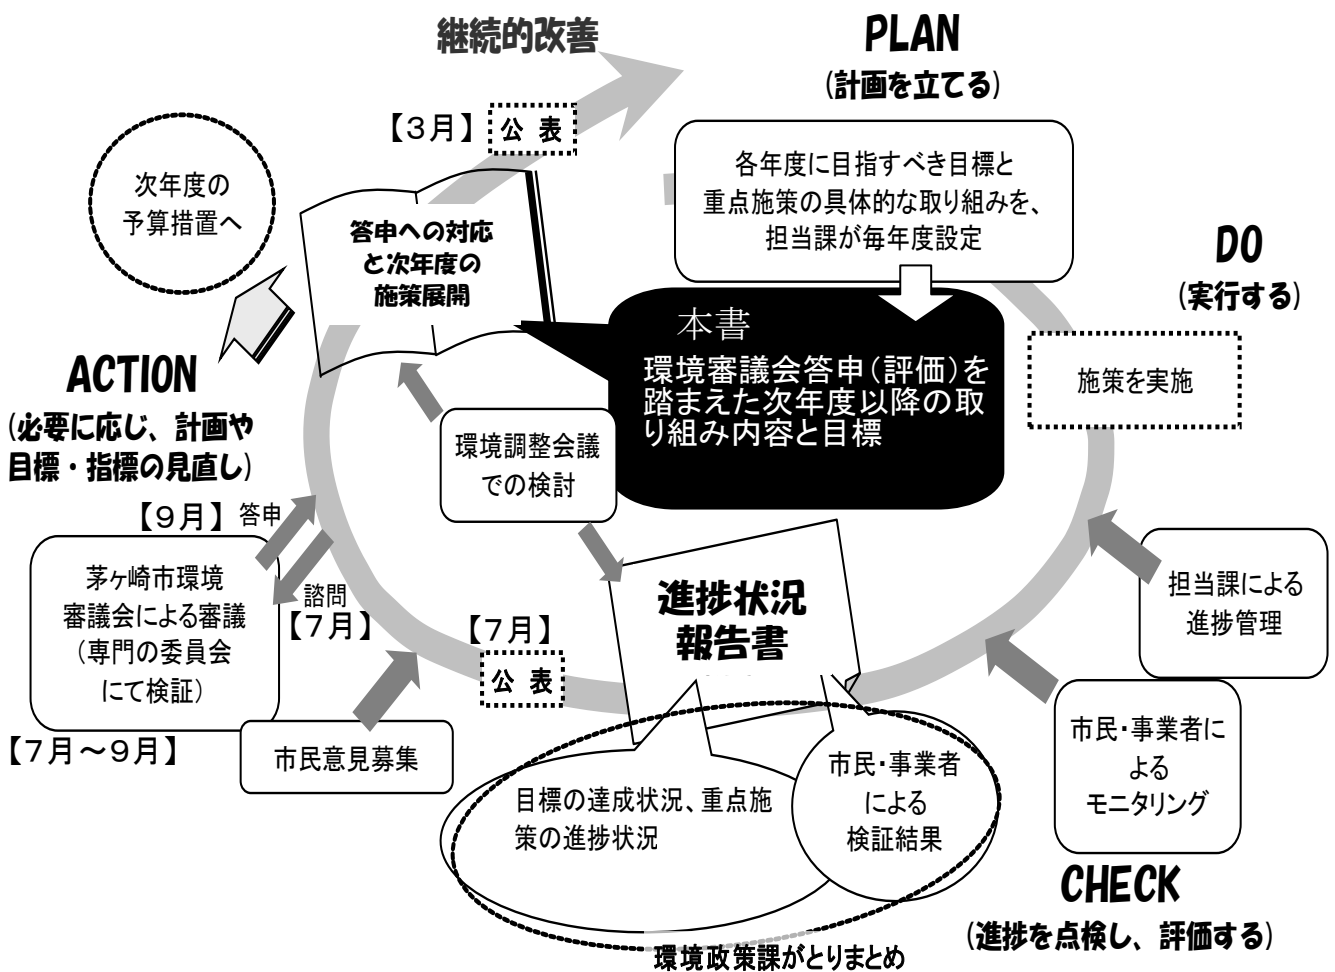 継続的改善
PLAN
(計画を立てる)
【3月】
公 表
各年度に目指すべき目標と
重点施策の具体的な取り組みを、
担当課が毎年度設定
次年度の
予算措置へ
答申への対応
と次年度の
施策展開
DO
(実行する)
本書
環境審議会答申(評価)を
踏まえた次年度以降の取
り組み内容と目標
施策を実施
ACTION
(必要に応じ、計画や
目標・指標の見直し)
環境調整会議
での検討
【9月】
答申
茅ヶ崎市環境
審議会による審議
(専門の委員会
にて検証)
諮問
【7月】
【7月】
公 表
進捗状況
報告書
担当課による
進捗管理
【7月～9月】
市民意見募集
市民・事業者に
よる
モニタリング
目標の達成状況、重点施
策の進捗状況
市民・事業者
による
検証結果
CHECK
(進捗を点検し、評価する)
環境政策課がとりまとめ